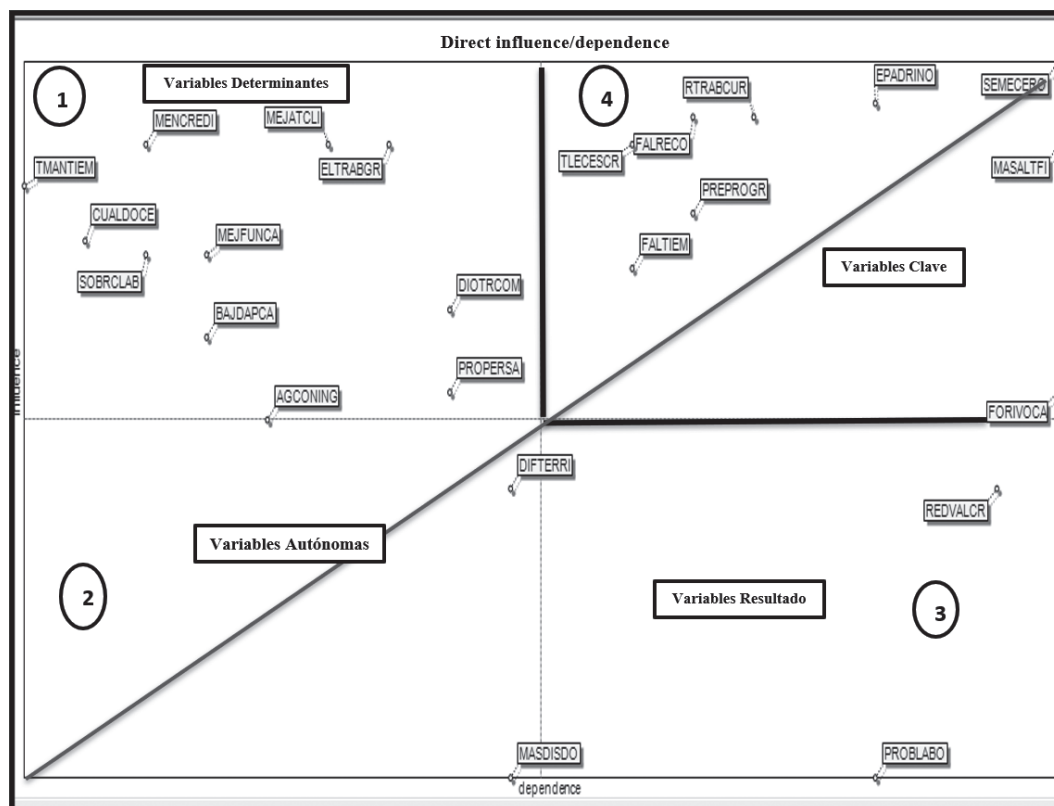 Direct influence/dependence
1
Variables Determinantes
4
EPADRINO
RTRABCUR
SEMECERO
MENCREDI
MEJATCLI
FALRECO
TLECESCR
ELTRABGR
TMANTIEM
MASALTFI
PREPROGR
CUALDOCE
MEJFUNCA
FALTIEM
Variables Clave
SOBRCLAB
DIOTRCOM
BAJDAPCA
PROPERSA
influence
AGCONING
FORIVOCA
DIFTERRI
REDVALCR
Variables Autónomas
2
Variables Resultado
3
MASDISDO
PROBLABO
dependence